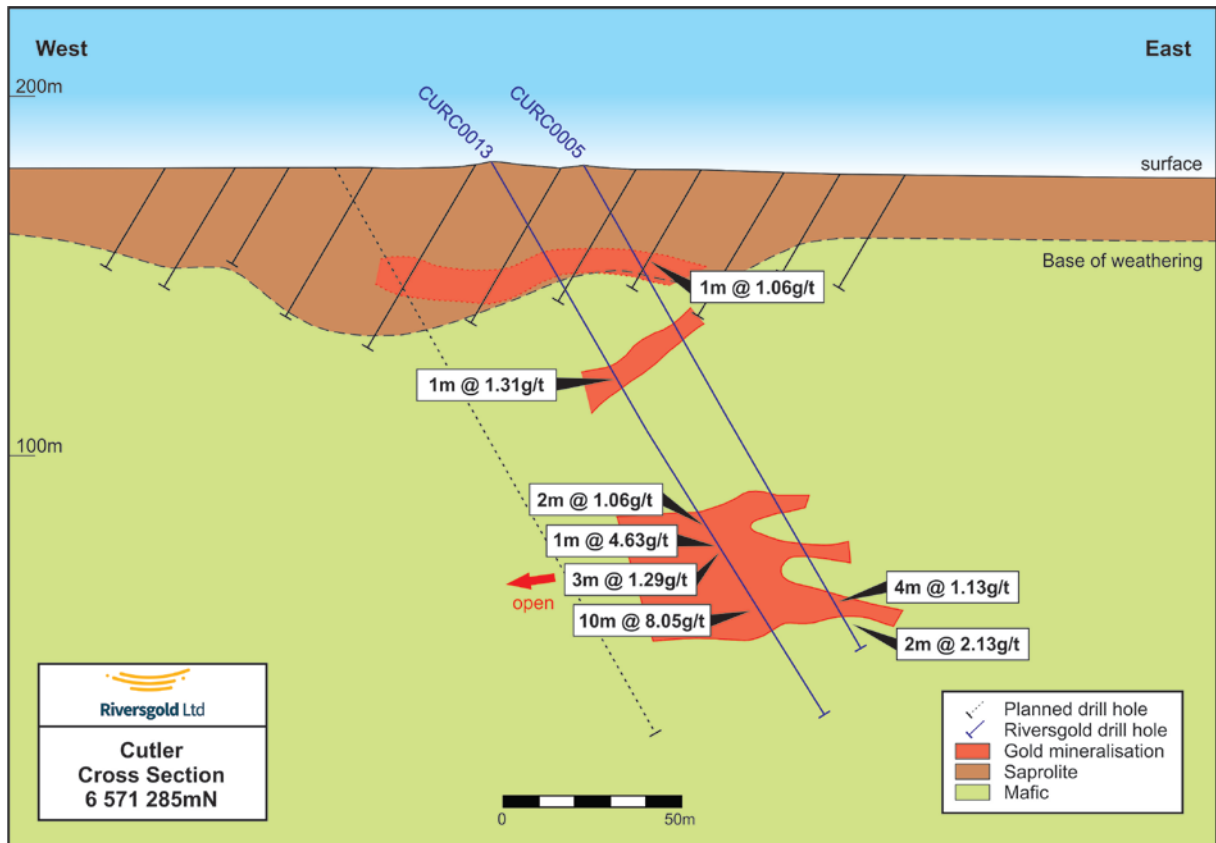 West
East
200m
CURC0013
CURC0005
surface
Base of weathering
1m @ 1.06g/t
1m @ 1.31g/t
100m
2m @ 1.06g/t
1m @ 4.63g/t
3m @ 1.29g/t
open
10m @ 8.05g/t
4m @ 1.13g/t
2m @ 2.13g/t
Riversgold Ltd
Cutler
Cross Section
6 571 285mN
0
50m
Planned drill hole
Riversgold drill hole
Gold mineralisation
Saprolite
Mafic